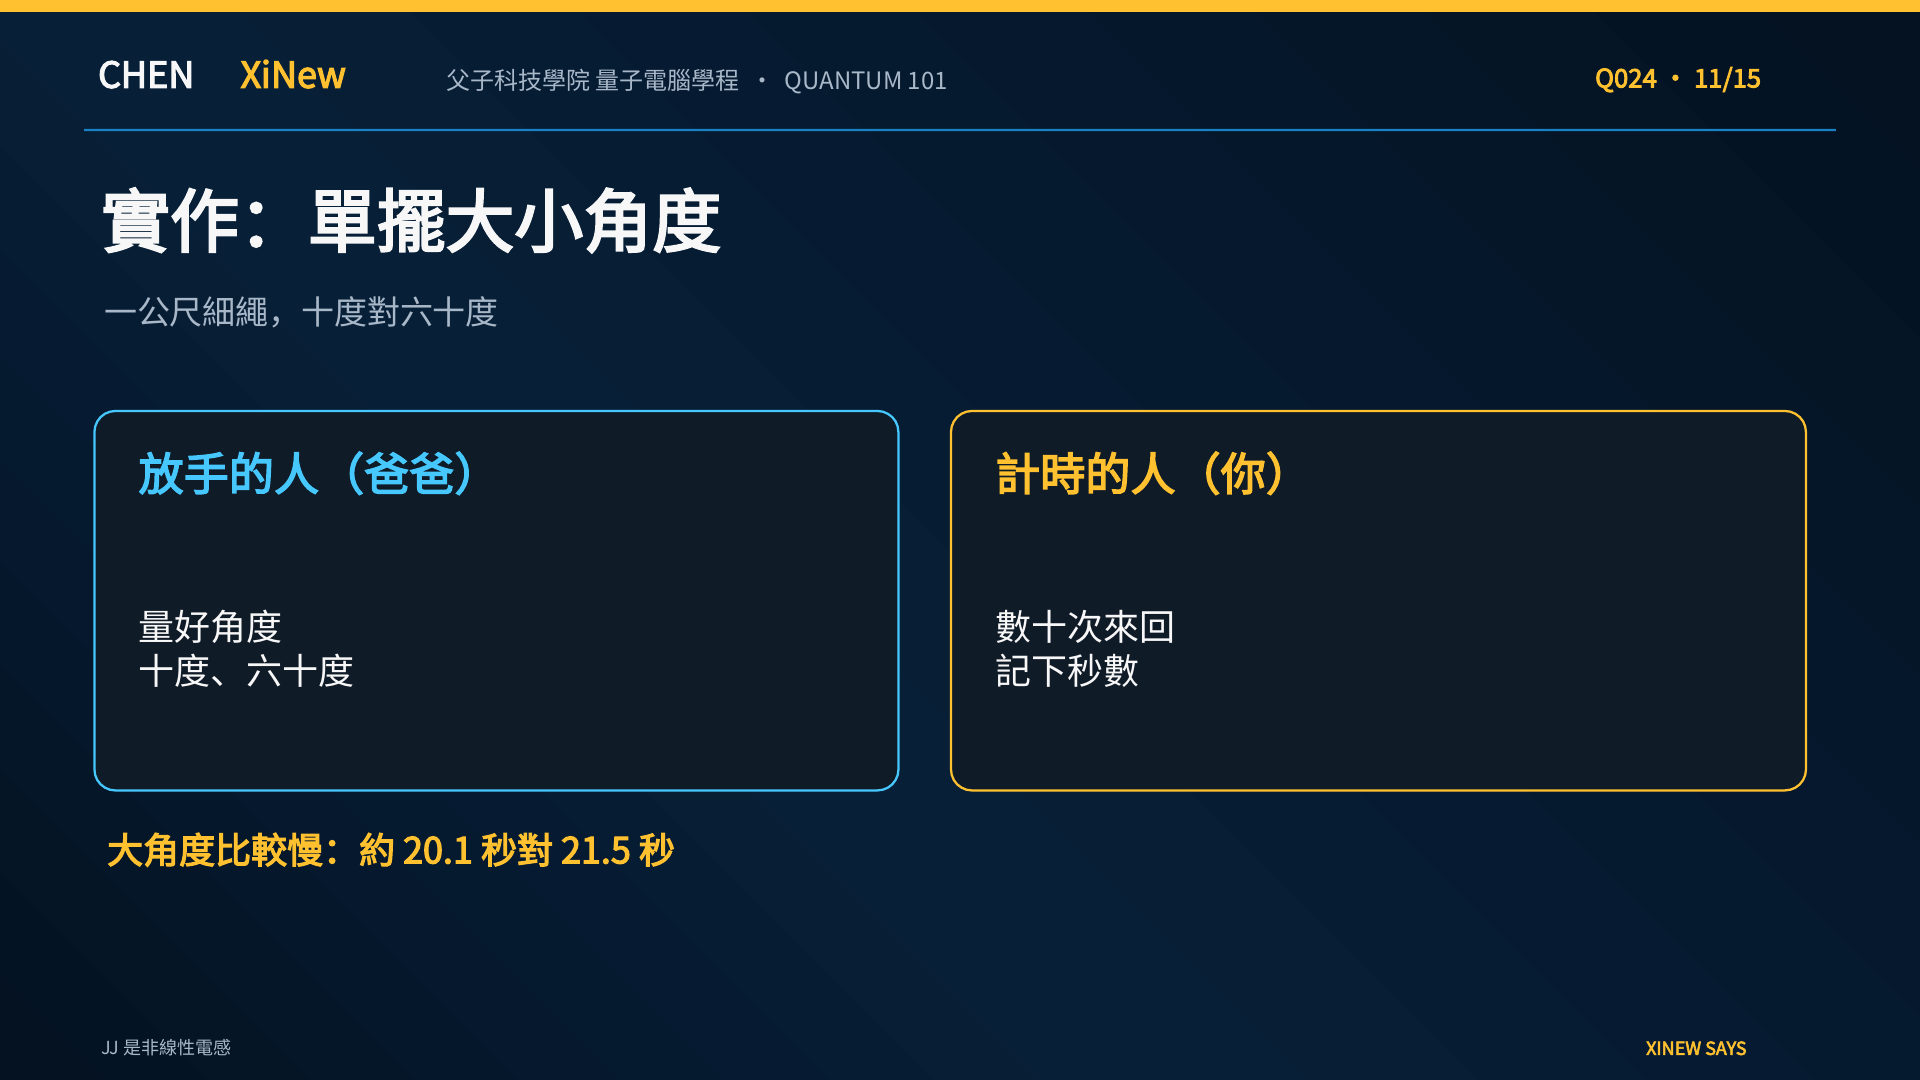 CHEN XiNew 父子科技學院 量子電腦學程 · QUANTUM 101 Q024 · 11/15
實作：單擺大小角度
一公尺細繩，十度對六十度
放手的人（爸爸）
量好角度
十度、六十度
計時的人（你）
數十次來回
記下秒數
大角度比較慢：約 20.1 秒對 21.5 秒
JJ 是非線性電感
XINEW SAYS